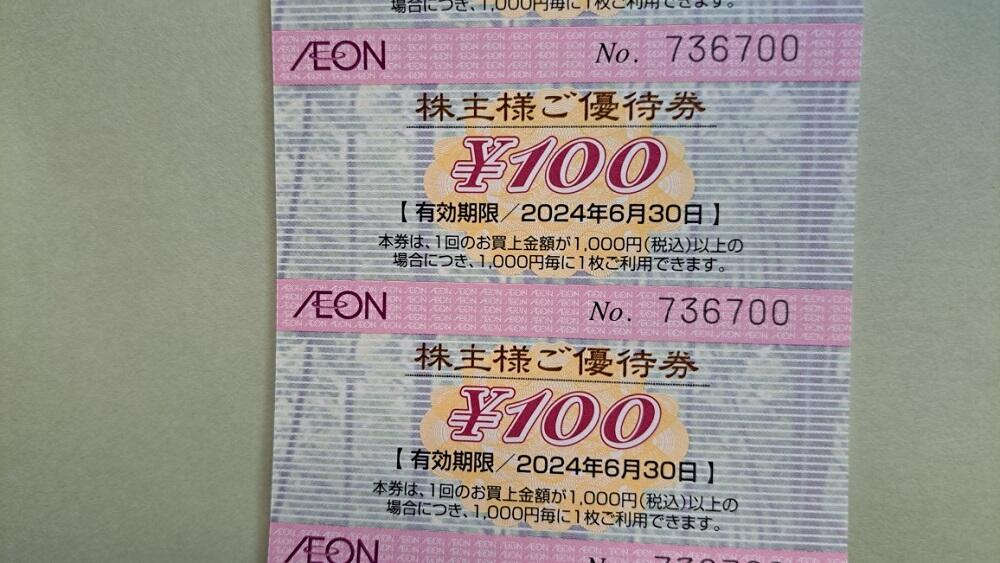 場合につき、1,000円毎に1枚ご利用できます。
ÆON No. 736700
株主様ご優待券
¥100
【 有効期限／2024年6月30日 】
本券は、1回のお買上金額が1,000円(税込)以上の
場合につき、1,000円毎に1枚ご利用できます。
ÆON No. 736700
株主様ご優待券
¥100
【 有効期限／2024年6月30日 】
本券は、1回のお買上金額が1,000円(税込)以上の
場合につき、1,000円毎に1枚ご利用できます。
ÆON No.